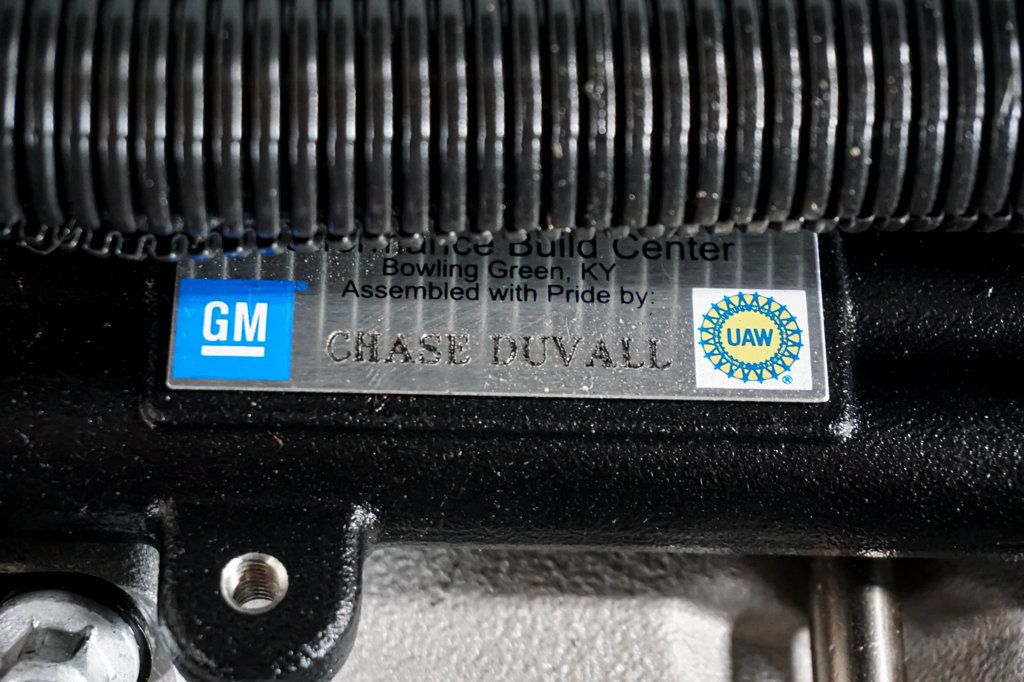 Build Center
Bowling Green, KY
Assembled with Pride by:
GM
CHASE DUVALL
UAW
®